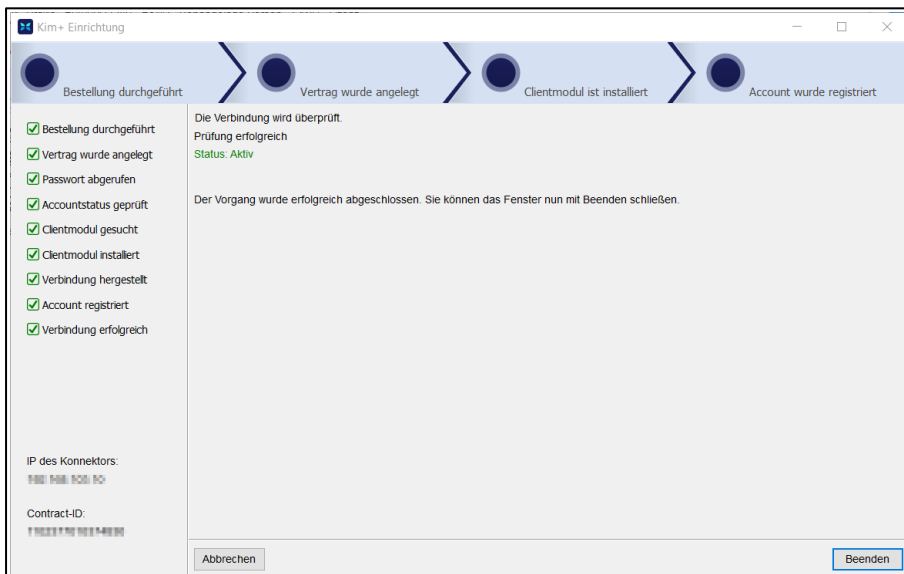 Kim+ Einrichtung
Bestellung durchgeführt
Vertrag wurde angelegt
Clientmodul ist installiert
Account wurde registriert
Bestellung durchgeführt
Vertrag wurde angelegt
Passwort abgerufen
Accountstatus geprüft
Clientmodul gesucht
Clientmodul installiert
Verbindung hergestellt
Account registriert
Verbindung erfolgreich
IP des Konnektors:
Contract-ID:
Die Verbindung wird überprüft.
Prüfung erfolgreich
Status: Aktiv
Der Vorgang wurde erfolgreich abgeschlossen. Sie können das Fenster nun mit Beenden schließen.
Abbrechen
Beenden